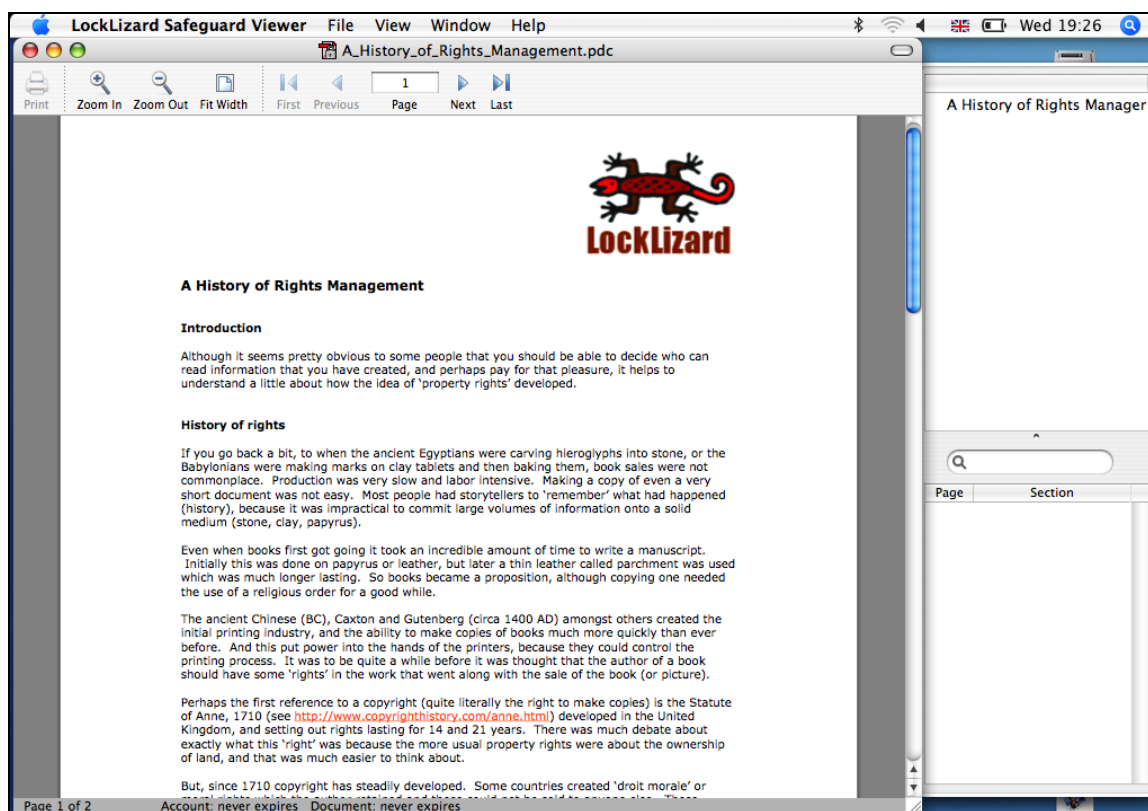 LockLizard Safeguard Viewer File View Window Help Wed 19:26
A_History_of_Rights_Management.pdc
1
Print Zoom In Zoom Out Fit Width First Previous Page Next Last
A History of Rights Manager
LockLizard
A History of Rights Management
Introduction
Although it seems pretty obvious to some people that you should be able to decide who can
read information that you have created, and perhaps pay for that pleasure, it helps to
understand a little about how the idea of ‘property rights’ developed.
History of rights
If you go back a bit, to when the ancient Egyptians were carving hieroglyphs into stone, or the
Babylonians were making marks on clay tablets and then baking them, book sales were not
commonplace.  Production was very slow and labor intensive.  Making a copy of even a very
short document was not easy.  Most people had storytellers to ‘remember’ what had happened
(history), because it was impractical to commit large volumes of information onto a solid
medium (stone, clay, papyrus).
Page Section
Even when books first got going it took an incredible amount of time to write a manuscript.
Initially this was done on papyrus or leather, but later a thin leather called parchment was used
which was much longer lasting.  So books became a proposition, although copying one needed
the use of a religious order for a good while.
The ancient Chinese (BC), Caxton and Gutenberg (circa 1400 AD) amongst others created the
initial printing industry, and the ability to make copies of books much more quickly than ever
before.  And this put power into the hands of the printers, because they could control the
printing process.  It was to be quite a while before it was thought that the author of a book
should have some ‘rights’ in the work that went along with the sale of the book (or picture).
Perhaps the first reference to a copyright (quite literally the right to make copies) is the Statute
of Anne, 1710 (see http://www.copyrighthistory.com/anne.html) developed in the United
Kingdom, and setting out rights lasting for 14 and 21 years.  There was much debate about
exactly what this ‘right’ was because the more usual property rights were about the ownership
of land, and that was much easier to think about.
But, since 1710 copyright has steadily developed.  Some countries created ‘droit morale’ or
Page 1 of 2 Account: never expires Document: never expires